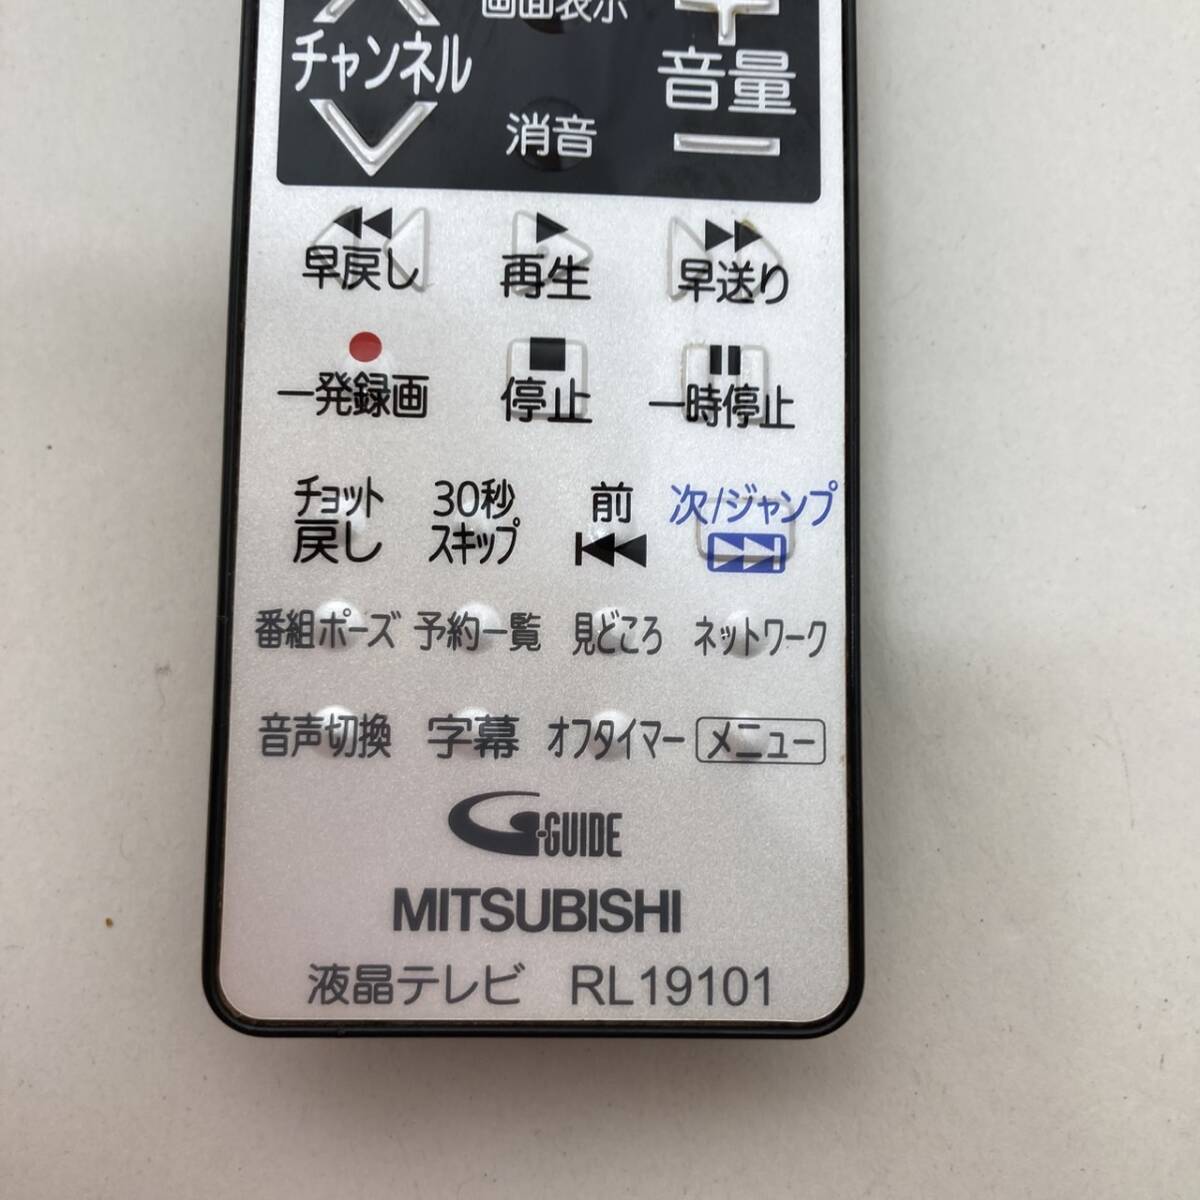 画面表示
チャンネル 音量
消音
早戻し 再生 早送り
一発録画 停止 一時停止
チョット戻し 30秒スキップ 前 次/ジャンプ
番組ポーズ 予約一覧 見どころ ネットワーク
音声切換 字幕 オフタイマー メニュー
G-GUIDE
MITSUBISHI
液晶テレビ RL19101